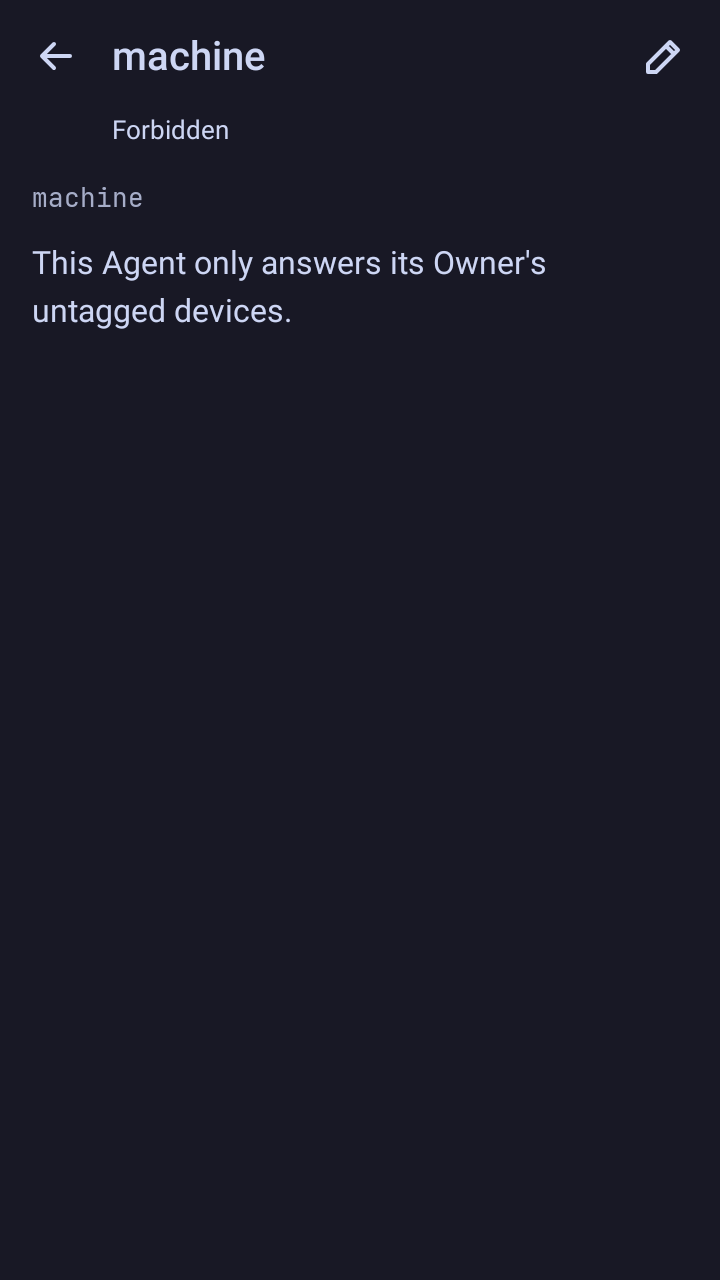 machine
Forbidden
machine
This Agent only answers its Owner's
untagged devices.